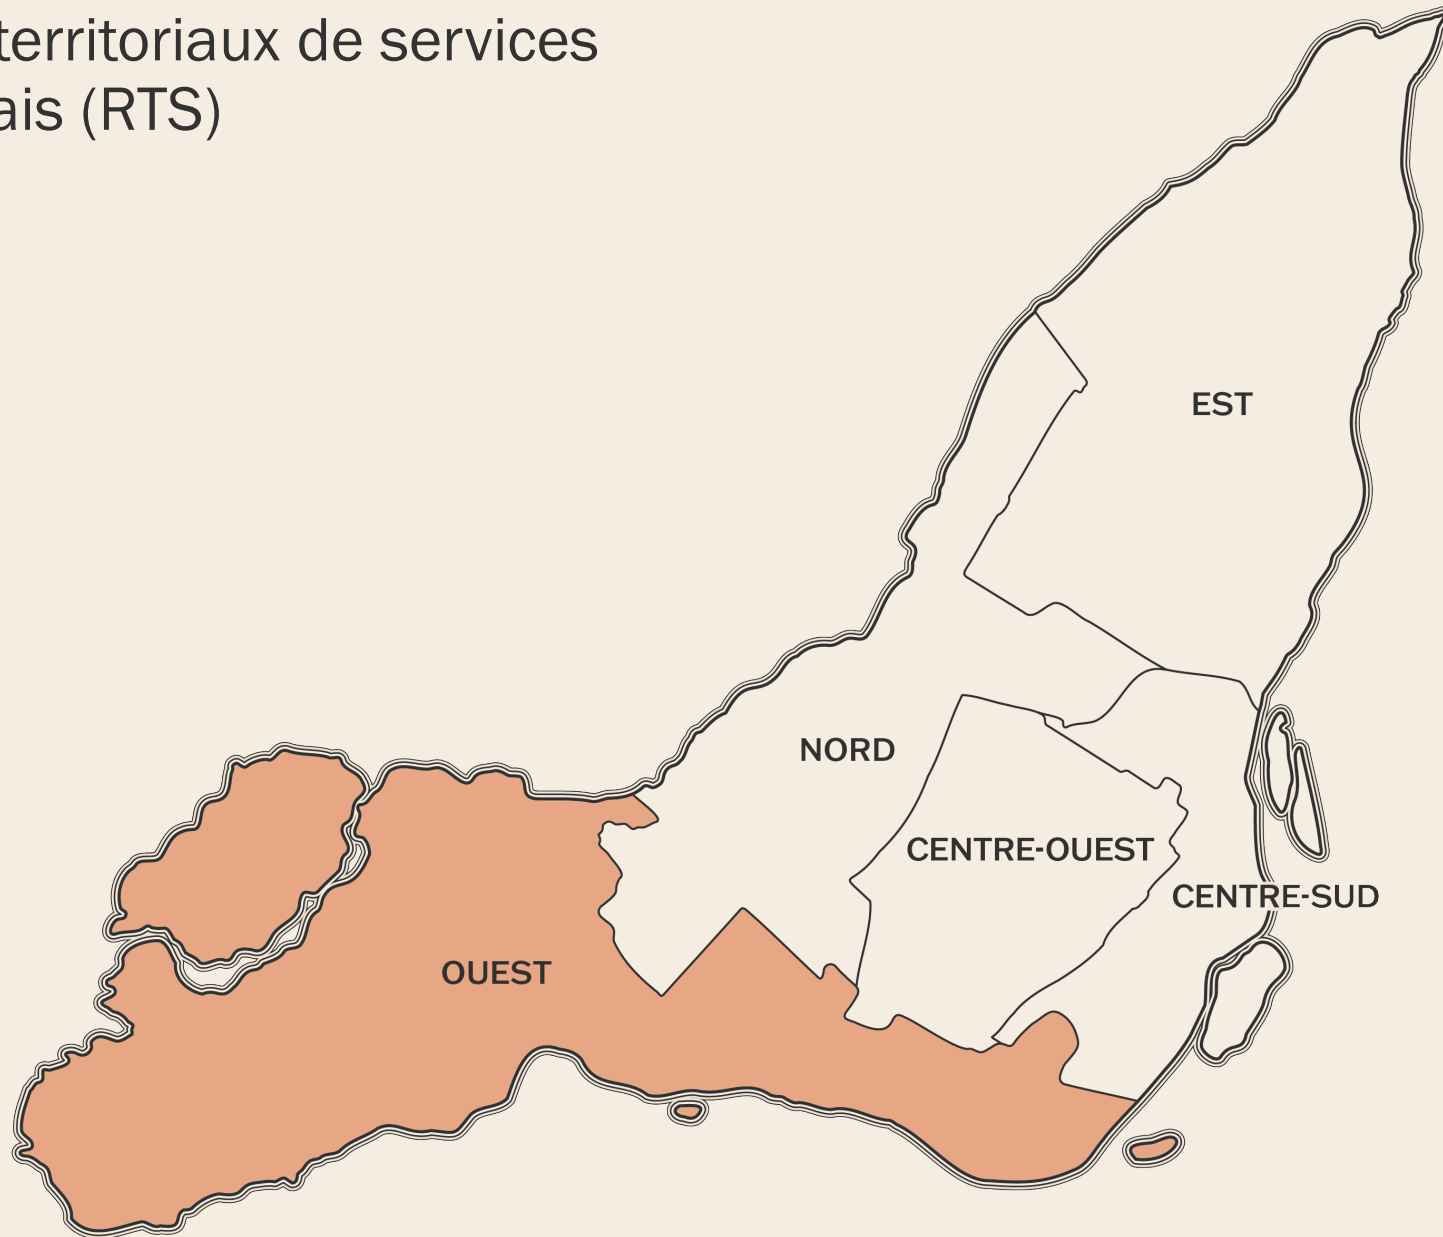 territoriaux de services
ais (RTS)
EST
NORD
CENTRE-OUEST
CENTRE-SUD
OUEST